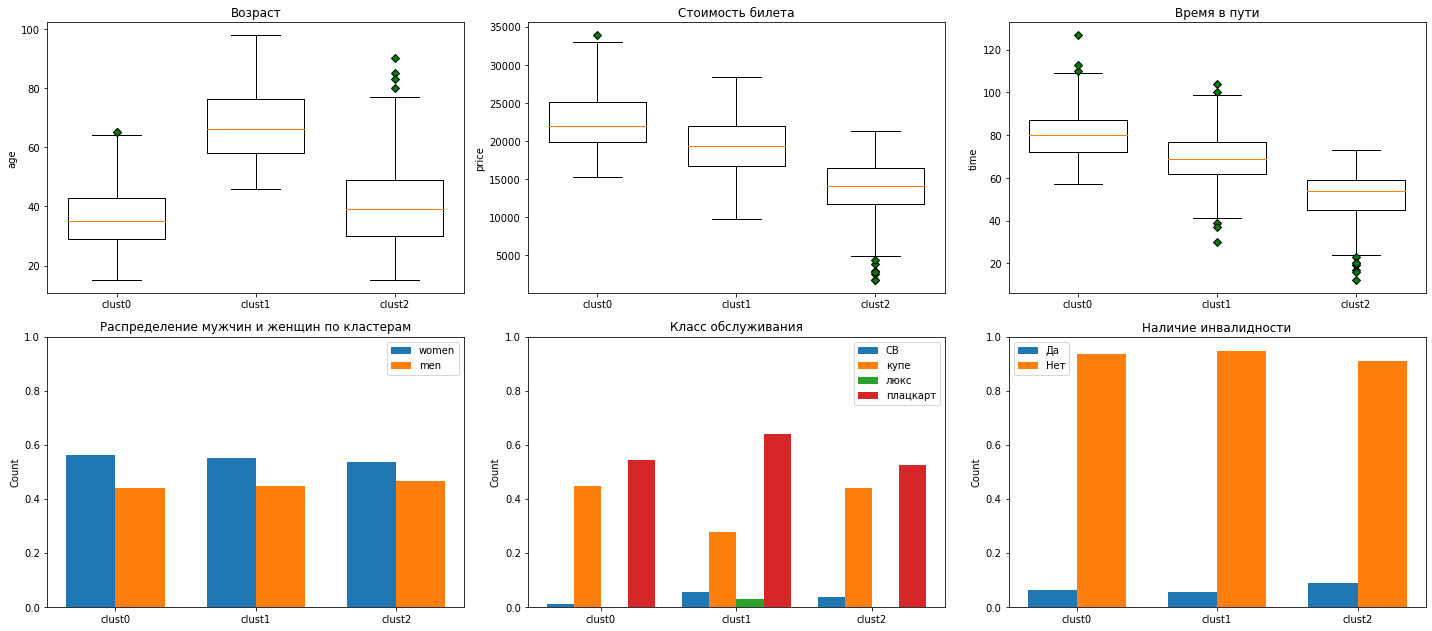 Возраст
100
80
60
40
20
age
clust0 clust1 clust2
Стоимость билета
35000
30000
25000
20000
15000
10000
5000
price
clust0 clust1 clust2
Время в пути
120
100
80
60
40
20
time
clust0 clust1 clust2
Распределение мужчин и женщин по кластерам
1.0
0.8
0.6
0.4
0.2
0.0
Count
women
men
clust0 clust1 clust2
Класс обслуживания
1.0
0.8
0.6
0.4
0.2
0.0
Count
СВ
купе
люкс
плацкарт
clust0 clust1 clust2
Наличие инвалидности
1.0
0.8
0.6
0.4
0.2
0.0
Count
Да
Нет
clust0 clust1 clust2